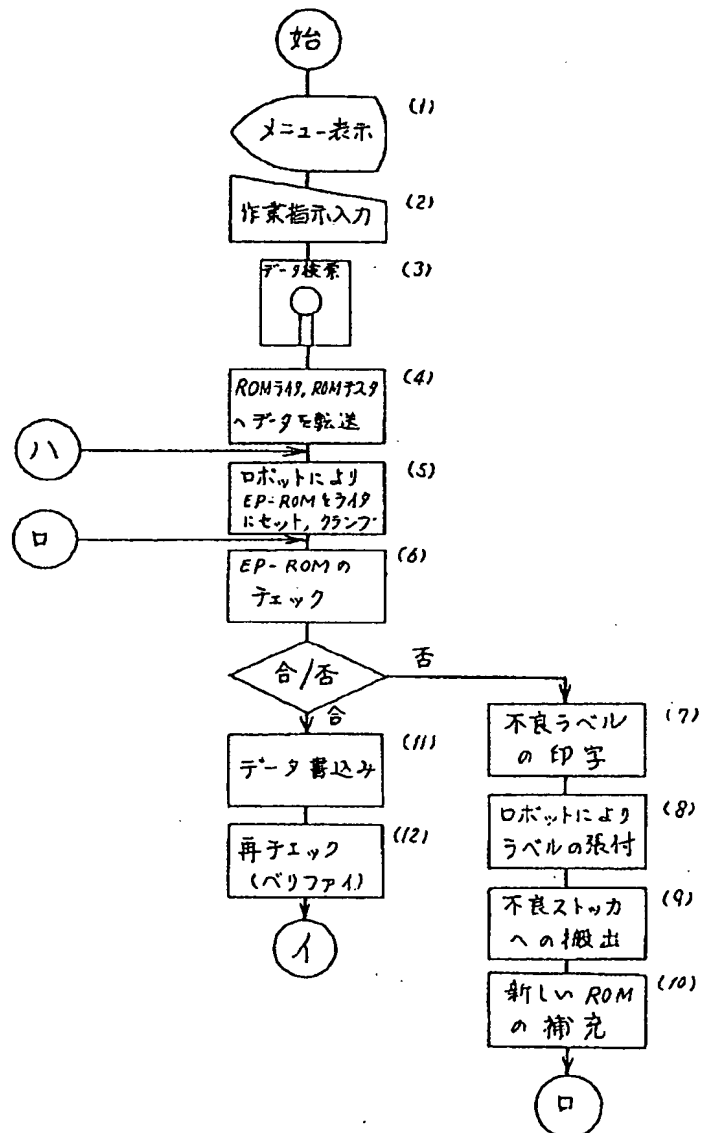 始
(1)
メニュー表示
(2)
作業指示入力
(3)
データ検索
(4)
ROMライタ,ROMテスタ
へデータを転送
ハ
(5)
ロボットにより
EP-ROMをライタ
にセット,クランプ
ロ
(6)
EP-ROMの
チェック
合/否
否
合
(11)
データ書込み
(12)
再チェック
(ベリファイ)
イ
(7)
不良ラベル
の印字
(8)
ロボットにより
ラベルの張付
(9)
不良ストッカ
への搬出
(10)
新しいROM
の補充
ロ